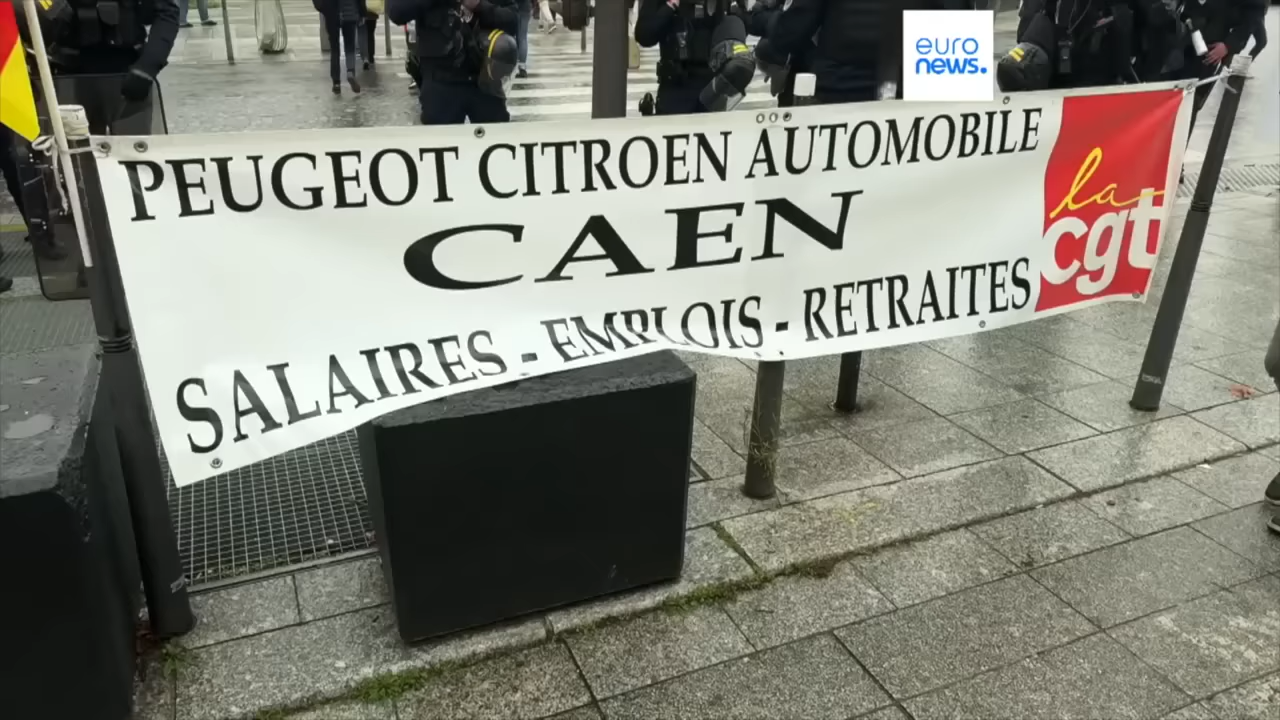 euro
news.
PEUGEOT CITROEN AUTOMOBILE
CAEN
SALAIRES - EMPLOIS - RETRAITES
la
cgt